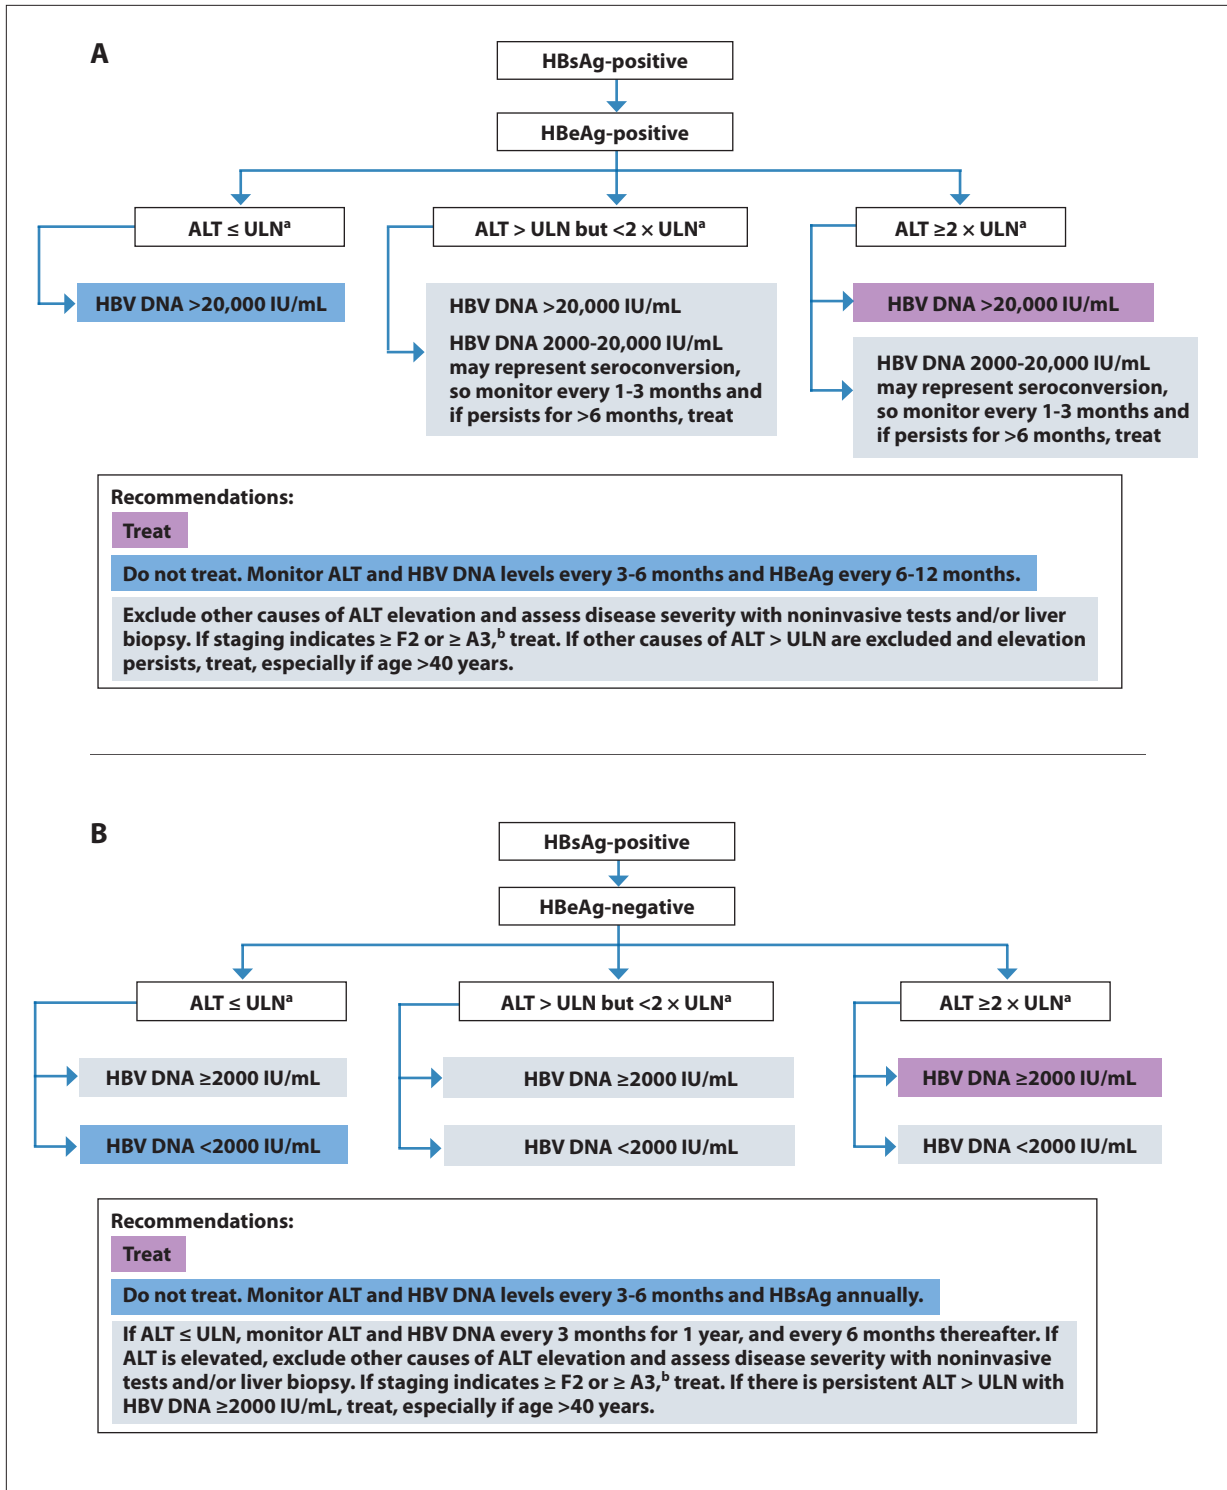 A
HBsAg-positive
HBeAg-positive
ALT ≤ ULNᵃ
ALT > ULN but <2 × ULNᵃ
ALT ≥2 × ULNᵃ
HBV DNA >20,000 IU/mL
HBV DNA >20,000 IU/mL
HBV DNA 2000-20,000 IU/mL
may represent seroconversion,
so monitor every 1-3 months and
if persists for >6 months, treat
HBV DNA >20,000 IU/mL
HBV DNA 2000-20,000 IU/mL
may represent seroconversion,
so monitor every 1-3 months and
if persists for >6 months, treat
Recommendations:
Treat
Do not treat. Monitor ALT and HBV DNA levels every 3-6 months and HBeAg every 6-12 months.
Exclude other causes of ALT elevation and assess disease severity with noninvasive tests and/or liver
biopsy. If staging indicates ≥ F2 or ≥ A3,ᵇ treat. If other causes of ALT > ULN are excluded and elevation
persists, treat, especially if age >40 years.
B
HBsAg-positive
HBeAg-negative
ALT ≤ ULNᵃ
ALT > ULN but <2 × ULNᵃ
ALT ≥2 × ULNᵃ
HBV DNA ≥2000 IU/mL
HBV DNA <2000 IU/mL
HBV DNA ≥2000 IU/mL
HBV DNA <2000 IU/mL
HBV DNA ≥2000 IU/mL
HBV DNA <2000 IU/mL
Recommendations:
Treat
Do not treat. Monitor ALT and HBV DNA levels every 3-6 months and HBsAg annually.
If ALT ≤ ULN, monitor ALT and HBV DNA every 3 months for 1 year, and every 6 months thereafter. If
ALT is elevated, exclude other causes of ALT elevation and assess disease severity with noninvasive
tests and/or liver biopsy. If staging indicates ≥ F2 or ≥ A3,ᵇ treat. If there is persistent ALT > ULN with
HBV DNA ≥2000 IU/mL, treat, especially if age >40 years.